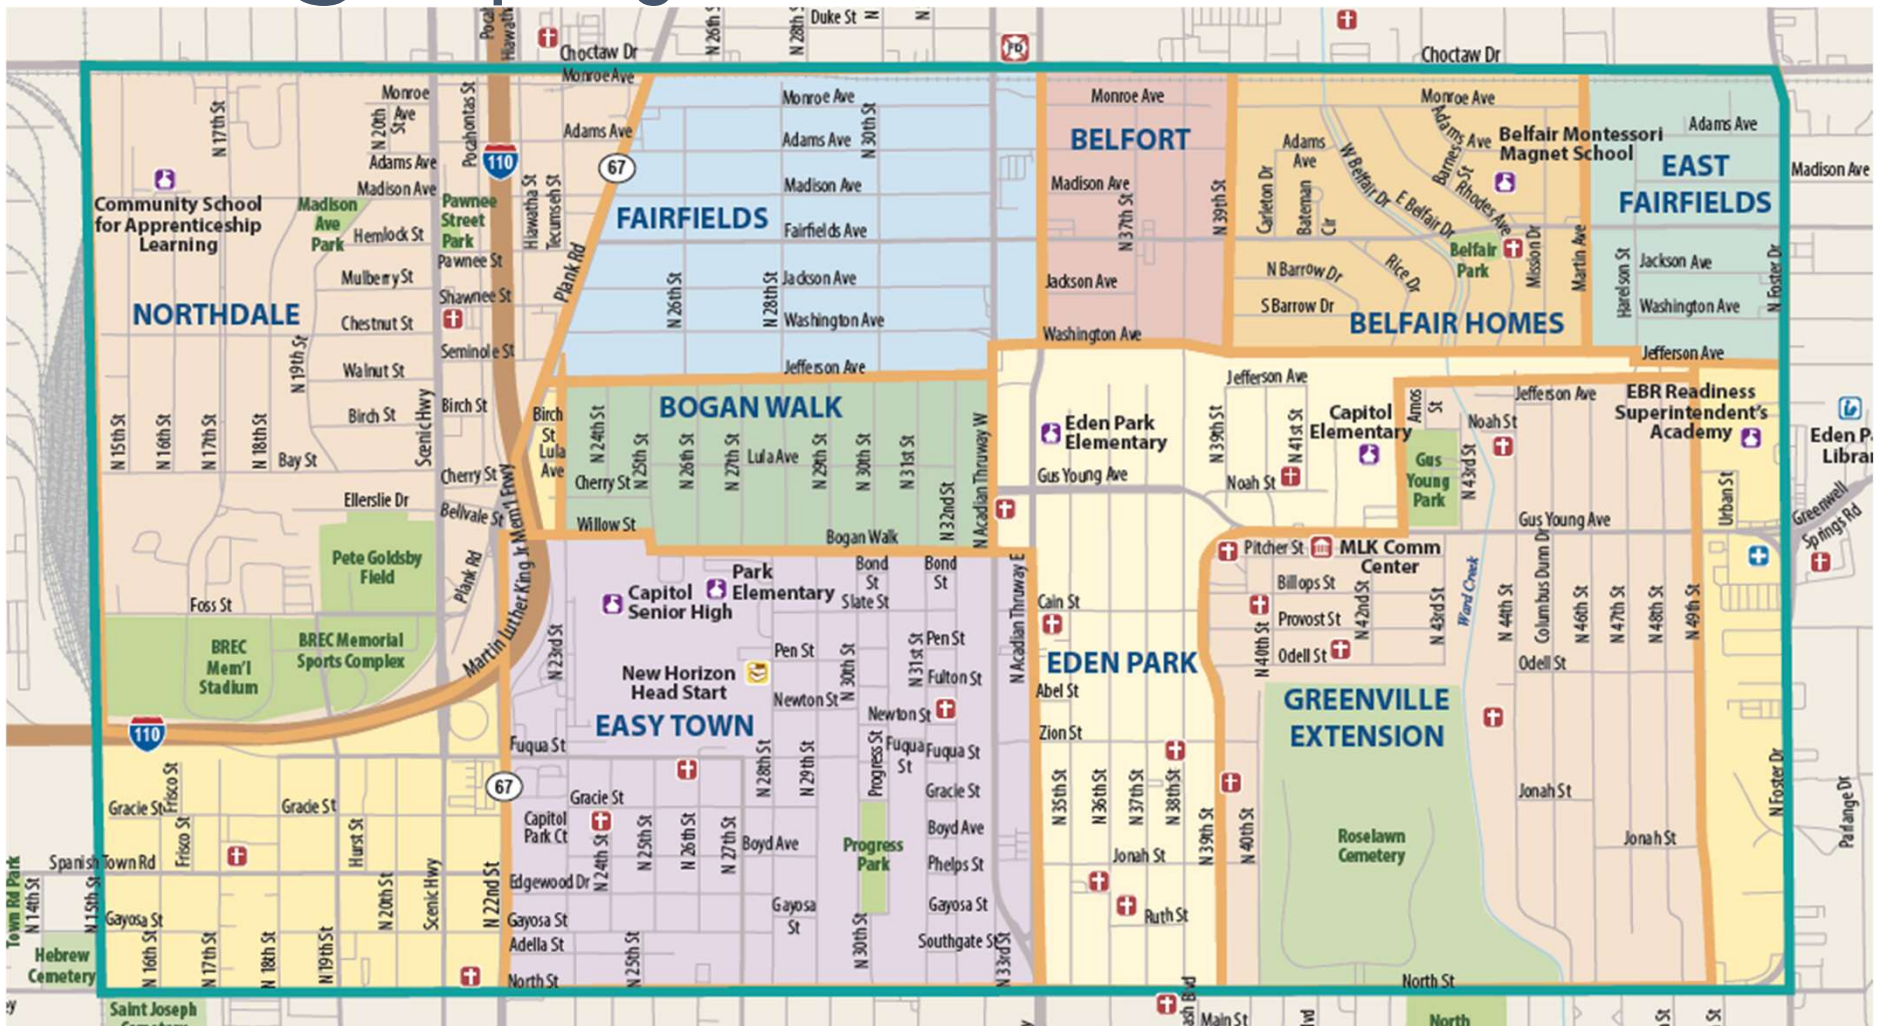 Duke St
N 26th St
N 28th St
N
N
Choctaw Dr
Choctaw Dr
Monroe Ave
Monroe
Ave
N 20th
St
N 17th St
Pocahontas St
Adams Ave
Adams Ave
Madison Ave
110
67
Hiawatha St
Tecumseh St
Plank Rd
Community School
for Apprenticeship
Learning
Madison
Ave
Park
Pawnee
Street
Park
Hemlock St
Pawnee St
Mulberry St
Shawnee St
NORTHDALE
Chestnut St
Seminole St
N 19th St
Walnut St
Birch St
Birch St
Scenic Hwy
N 15th St
N 16th St
N 17th St
N 18th St
Bay St
Cherry St
Ellerslie Dr
Bellvale St
Pete Goldsby
Field
Plank Rd
Martin Luther King Jr Mem'l Frwy
Foss St
BREC
Mem'l
Stadium
BREC Memorial
Sports Complex
110
Monroe Ave
Adams Ave
N 30th St
Madison Ave
FAIRFIELDS
Fairfields Ave
N 26th St
N 28th St
Jackson Ave
Washington Ave
Jefferson Ave
FD
Monroe Ave
BELFORT
Madison Ave
N 37th St
N 39th St
Jackson Ave
Washington Ave
Monroe Ave
Adams
Ave
Carleton Dr
Bateman
Cir
W Belfair Dr
E Belfair Dr
Adams Ave
Barnes
St
Rhodes Ave
Belfair Montessori
Magnet School
Belfair
Park
Mission Dr
Martin Ave
N Barrow Dr
Rice Dr
S Barrow Dr
BELFAIR HOMES
Adams Ave
EAST
FAIRFIELDS
Madison Ave
Harelson St
Jackson Ave
Washington Ave
N Foster Dr
Jefferson Ave
Birch
St
Lula
Ave
BOGAN WALK
N 24th St
N 25th St
N 26th St
N 27th St
Lula Ave
N 29th St
N 30th St
N 31st St
N 32nd St
Cherry St
Willow St
Bogan Walk
N Acadian Thruway W
Eden Park
Elementary
Gus Young Ave
Jefferson Ave
N 39th St
N 41st St
Noah St
Capitol
Elementary
Amos
St
Gus
Young
Park
Jefferson Ave
Noah St
N 43rd St
EBR Readiness
Superintendent's
Academy
Urban St
Eden P
Librar
Greenwell
Springs Rd
Gus Young Ave
Pitcher St
MLK Comm
Center
Billops St
Provost St
N 42nd St
N 43rd St
N 40th St
Odell St
Ward Creek
N 44th St
Columbus Dunn Dr
N 46th St
N 47th St
N 48th St
N 49th St
Odell St
GREENVILLE
EXTENSION
Jonah St
Jonah St
Roselawn
Cemetery
N Foster Dr
Parlange Dr
North St
Capitol
Senior High
Park
Elementary
Bond
St
Bond
St
Slate St
N 23rd St
Pen St
Pen St
N 30th St
N 31st St
New Horizon
Head Start
Fulton St
Newton St
Newton St
EASY TOWN
Fuqua St
N 28th St
N 29th St
Progress St
Fuqua
St
Fuqua St
67
Gracie St
Gracie St
Capitol
Park Ct
N 24th St
N 25th St
N 26th St
N 27th St
Boyd Ave
Boyd Ave
Progress
Park
Phelps St
Edgewood Dr
Gayosa St
Gayosa
St
Gayosa St
Adella St
N 25th St
N 30th St
Southgate St
N 33rd St
North St
N Acadian Thruway E
Cain St
EDEN PARK
Abel St
Zion St
N 35th St
N 36th St
N 37th St
N 38th St
N 39th St
N 40th St
Jonah St
Ruth St
Frisco St
Gracie St
Gracie St
Frisco St
Hurst St
Spanish Town Rd
N 14th St
N 15th St
Gayosa St
N 16th St
N 17th St
N 18th St
N 19th St
N 20th St
Scenic Hwy
N 22nd St
Town Rd Park
Hebrew
Cemetery
Saint Joseph
Main St
North